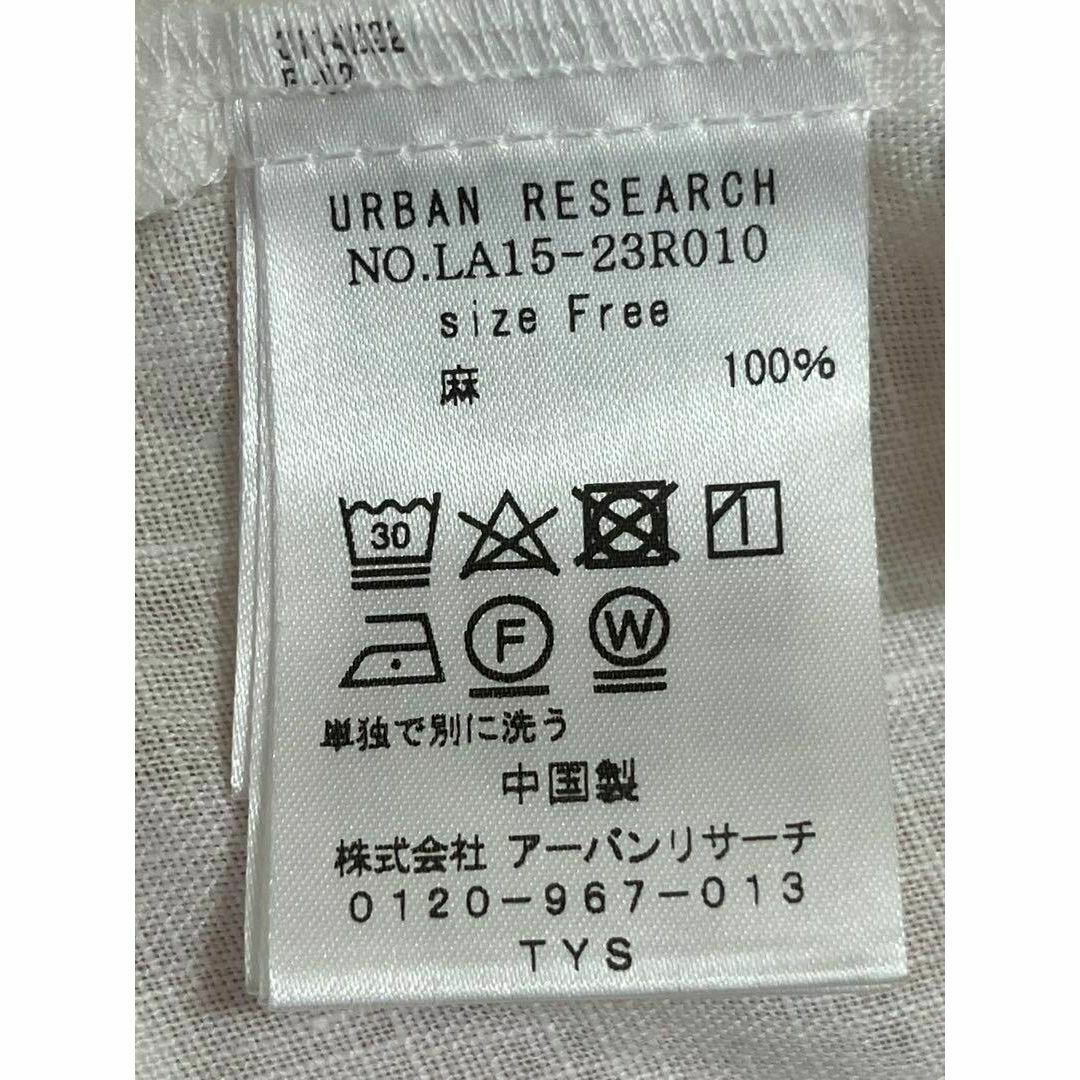 URBAN RESEARCH
NO.LA15-23R010
size Free
麻 100%
30
F W
単独で別に洗う
中国製
株式会社 アーバンリサーチ
0120-967-013
TYS